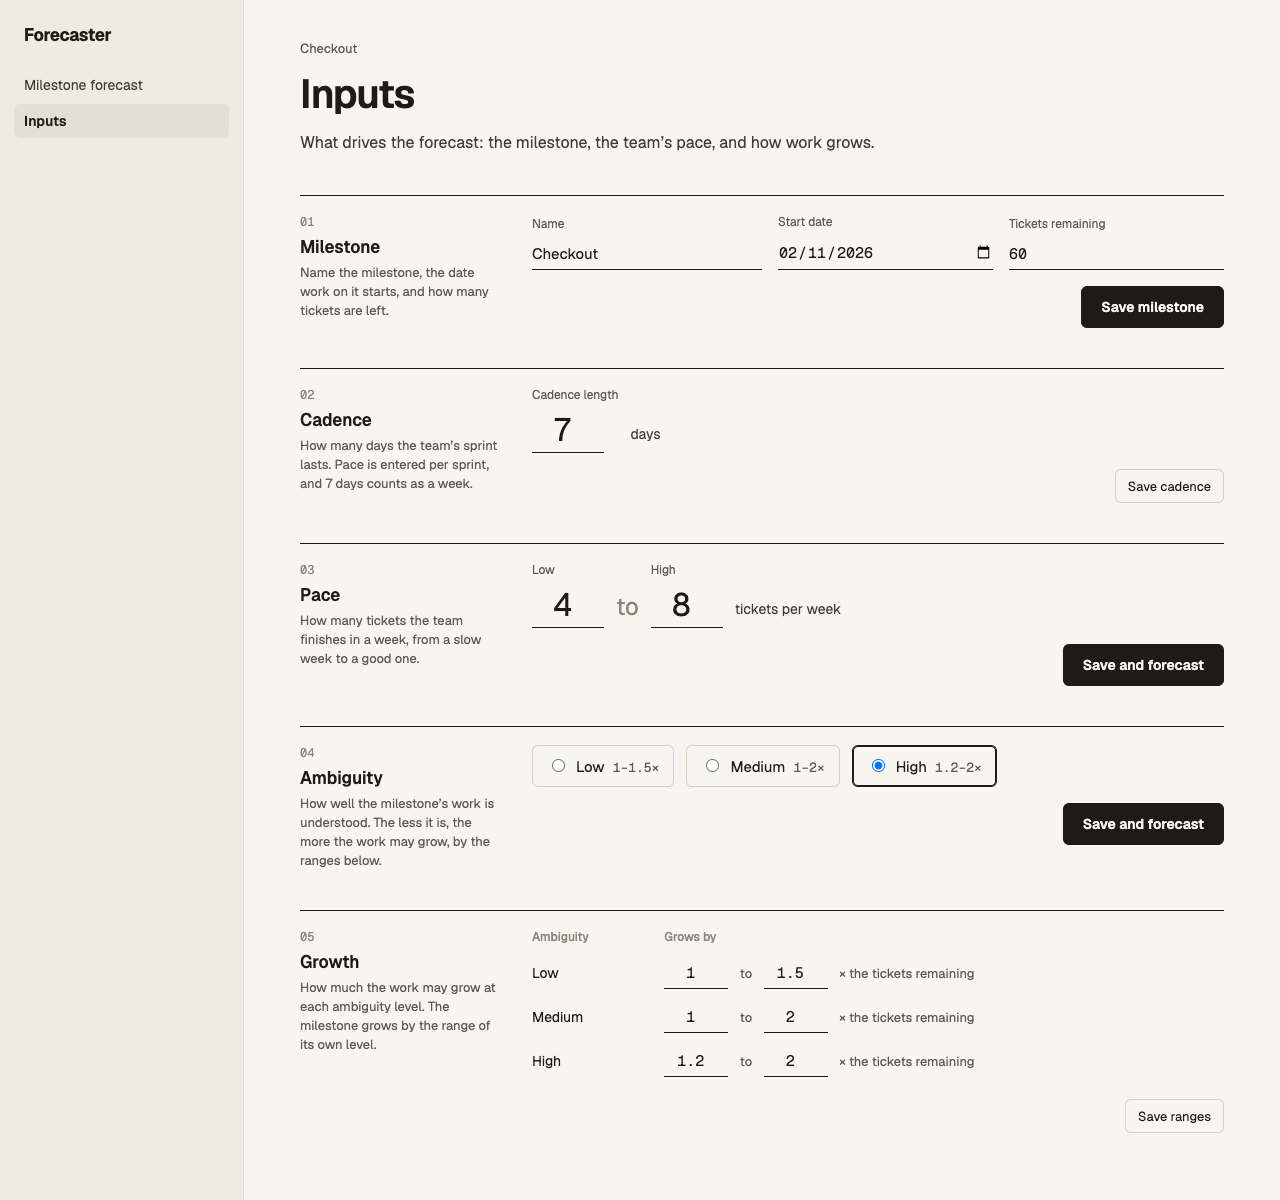 Forecaster
Milestone forecast
Inputs
Checkout
Inputs
What drives the forecast: the milestone, the team’s pace, and how work grows.
01
Milestone
Name the milestone, the date
work on it starts, and how many
tickets are left.
Name
Start date
Tickets remaining
Checkout
02/11/2026
60
Save milestone
02
Cadence
How many days the team’s sprint
lasts. Pace is entered per sprint,
and 7 days counts as a week.
Cadence length
7 days
Save cadence
03
Pace
How many tickets the team
finishes in a week, from a slow
week to a good one.
Low
High
4 to 8 tickets per week
Save and forecast
04
Ambiguity
How well the milestone’s work is
understood. The less it is, the
more the work may grow, by the
ranges below.
Low 1–1.5×
Medium 1–2×
High 1.2–2×
Save and forecast
05
Growth
How much the work may grow at
each ambiguity level. The
milestone grows by the range of
its own level.
Ambiguity
Grows by
Low 1 to 1.5 × the tickets remaining
Medium 1 to 2 × the tickets remaining
High 1.2 to 2 × the tickets remaining
Save ranges